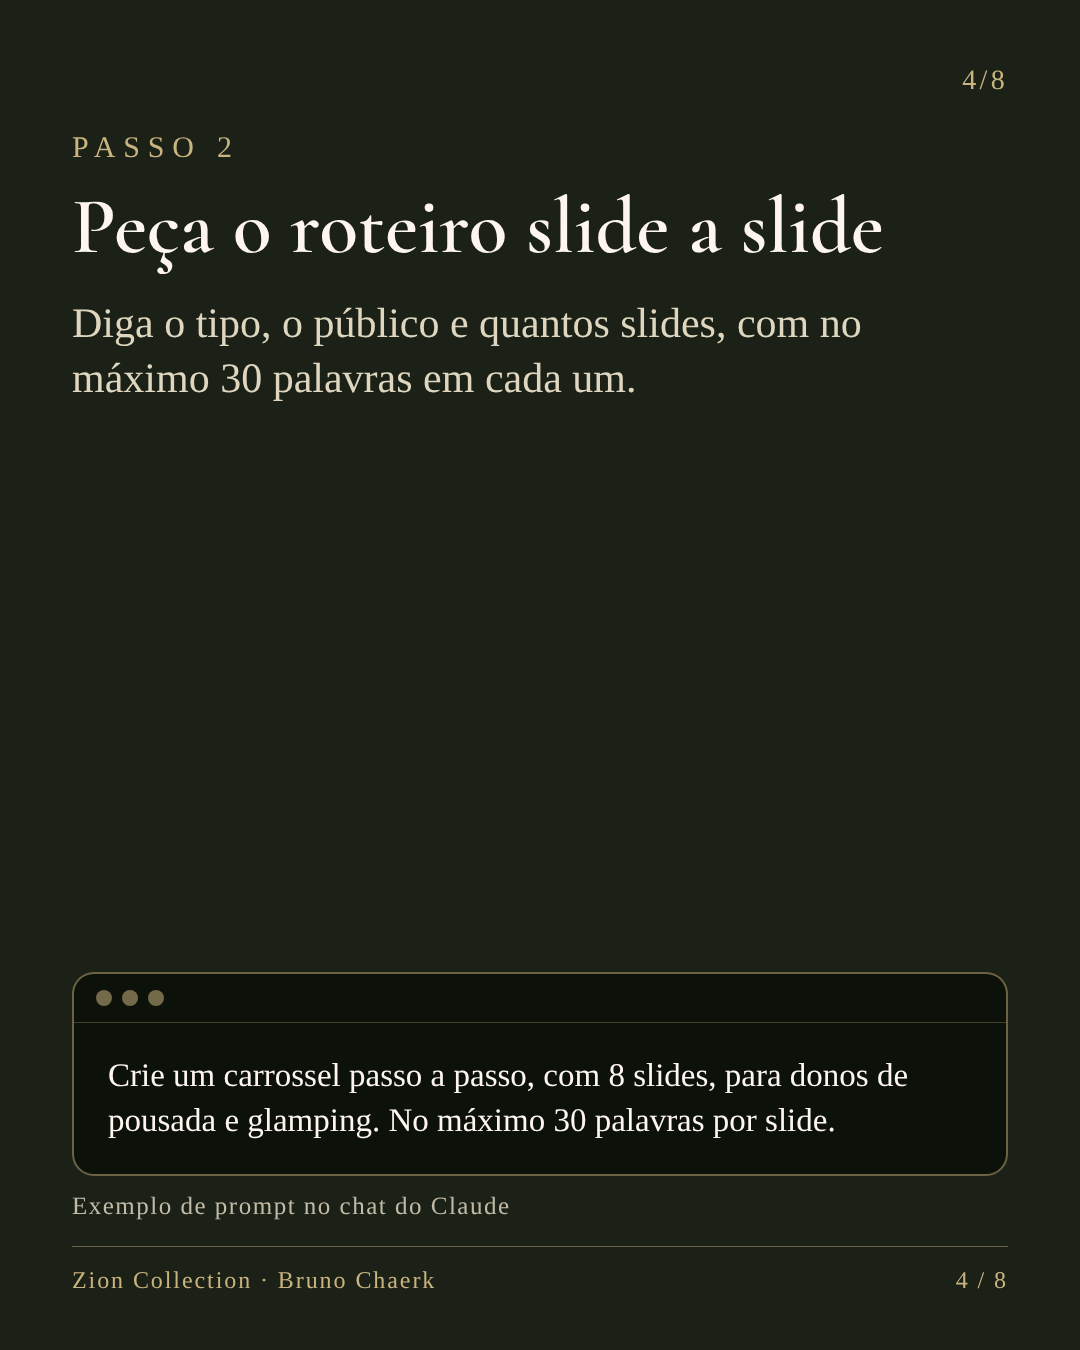 4/8
PASSO 2
Peça o roteiro slide a slide
Diga o tipo, o público e quantos slides, com no
máximo 30 palavras em cada um.
Crie um carrossel passo a passo, com 8 slides, para donos de
pousada e glamping. No máximo 30 palavras por slide.
Exemplo de prompt no chat do Claude
Zion Collection · Bruno Chaerk
4 / 8